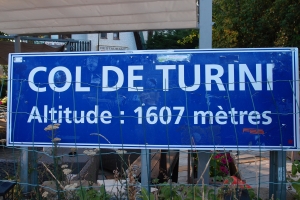 COL DE TURINI
Altitude : 1607 mètres